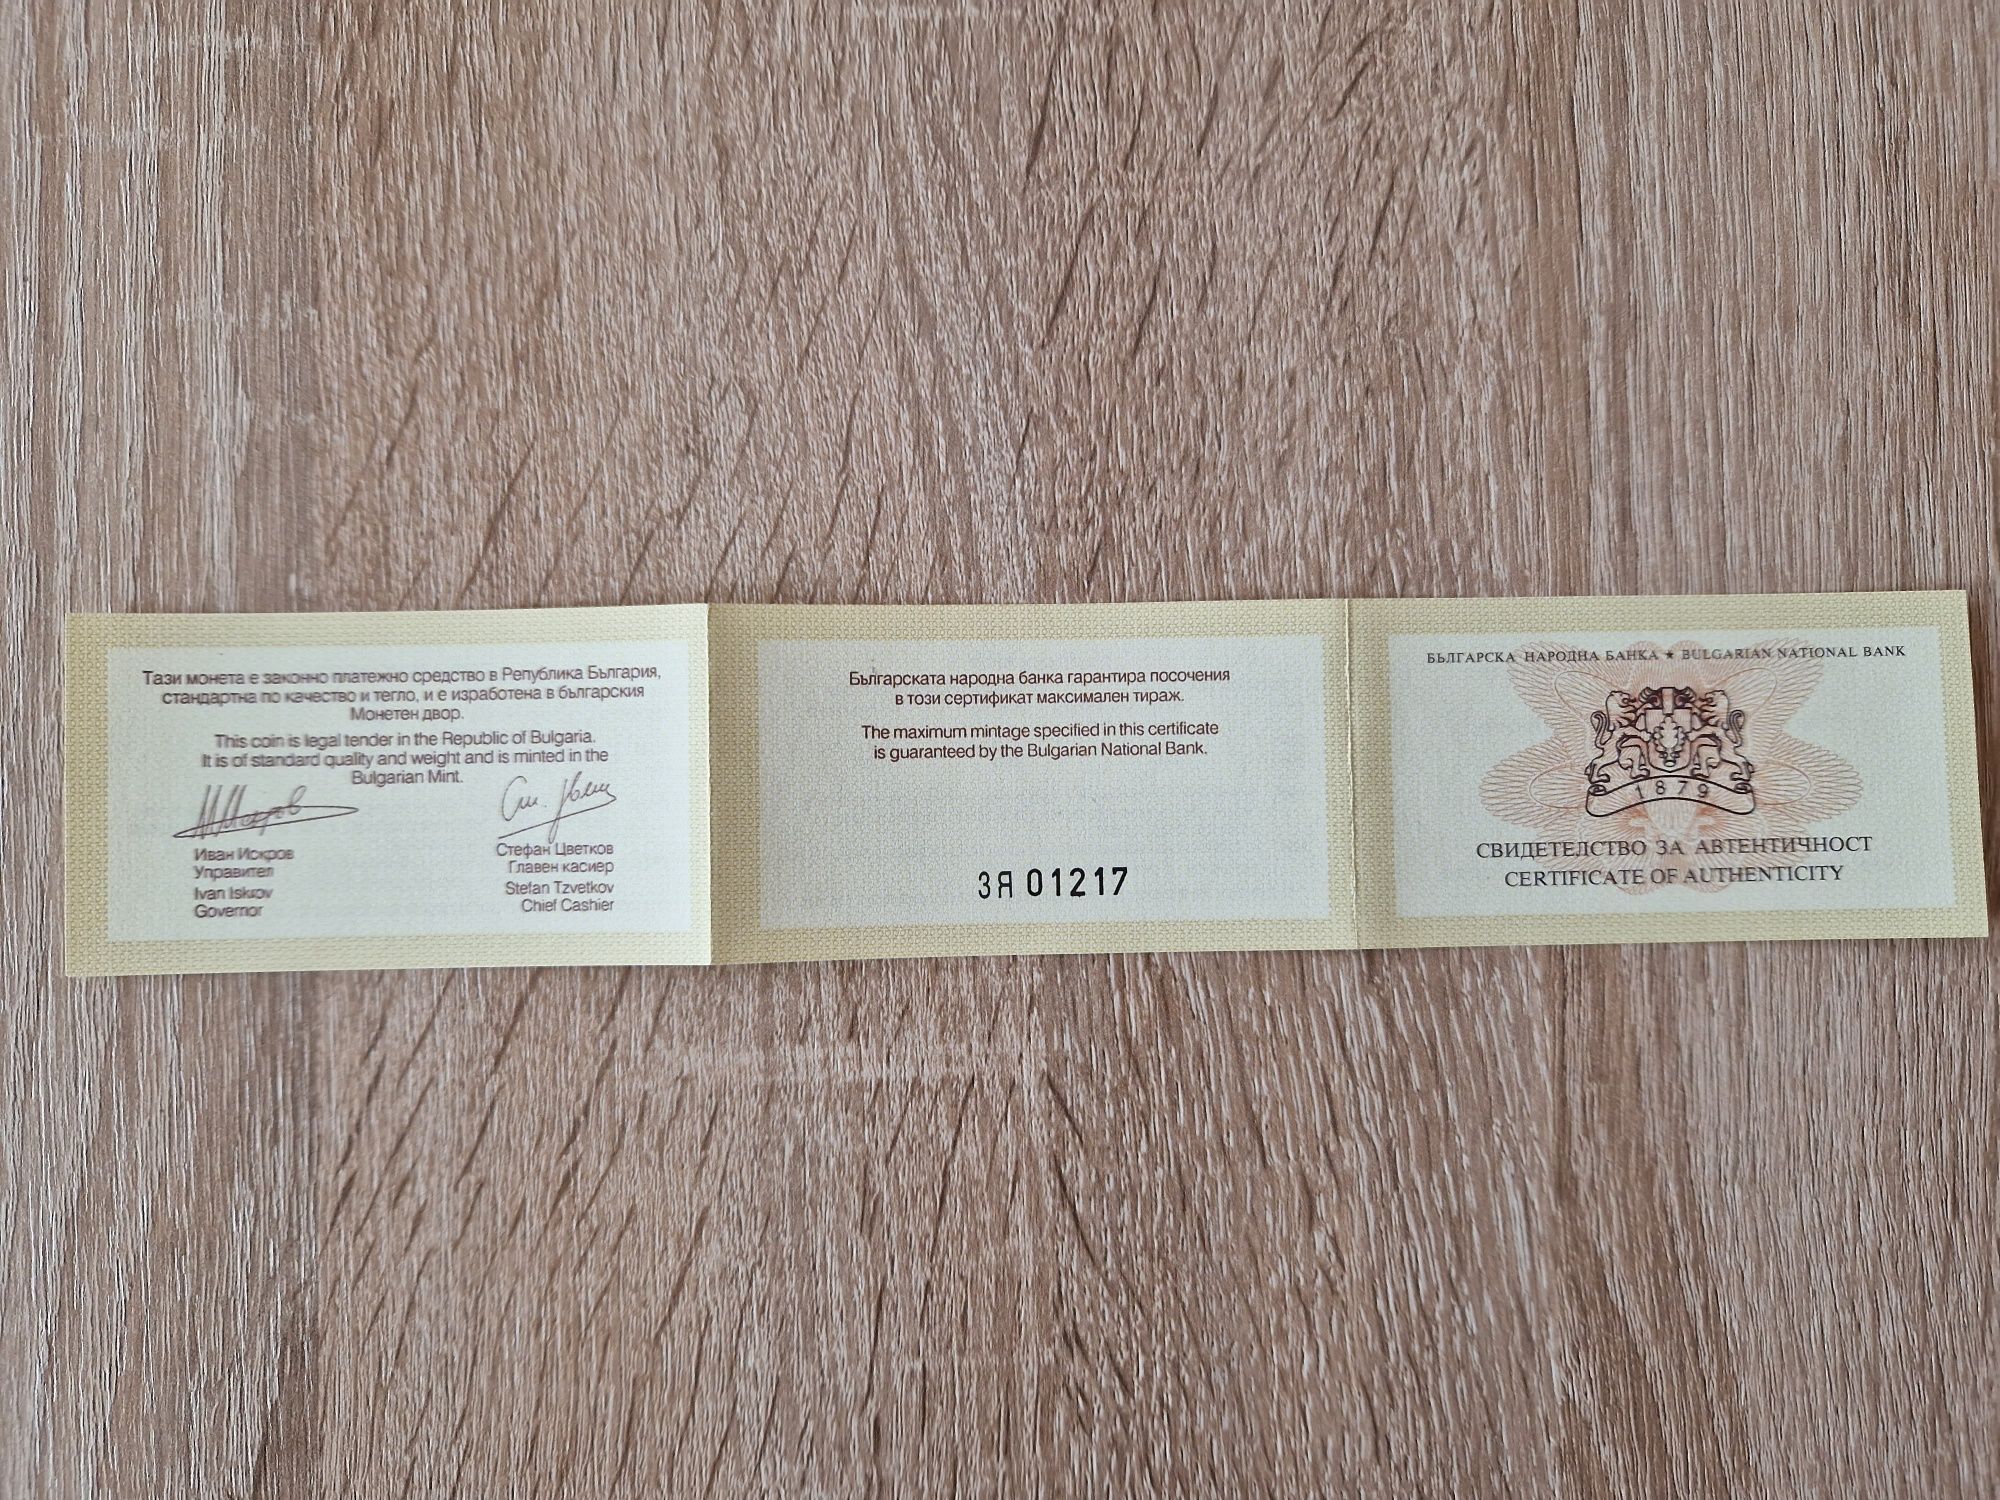 Тази монета е законно платежно средство в Република България,
стандартна по качество и тегло, и е изработена в българския
Монетен двор.
This coin is legal tender in the Republic of Bulgaria.
It is of standard quality and weight and is minted in the
Bulgarian Mint.
Иван Искров
Управител
Ivan Iskrov
Governor
Стефан Цветков
Главен касиер
Stefan Tzvetkov
Chief Cashier
Българската народна банка гарантира посочения
в този сертификат максимален тираж.
The maximum mintage specified in this certificate
is guaranteed by the Bulgarian National Bank.
ЗЯ 01217
БЪЛГАРСКА НАРОДНА БАНКА ★ BULGARIAN NATIONAL BANK
1879
СВИДЕТЕЛСТВО ЗА АВТЕНТИЧНОСТ
CERTIFICATE OF AUTHENTICITY